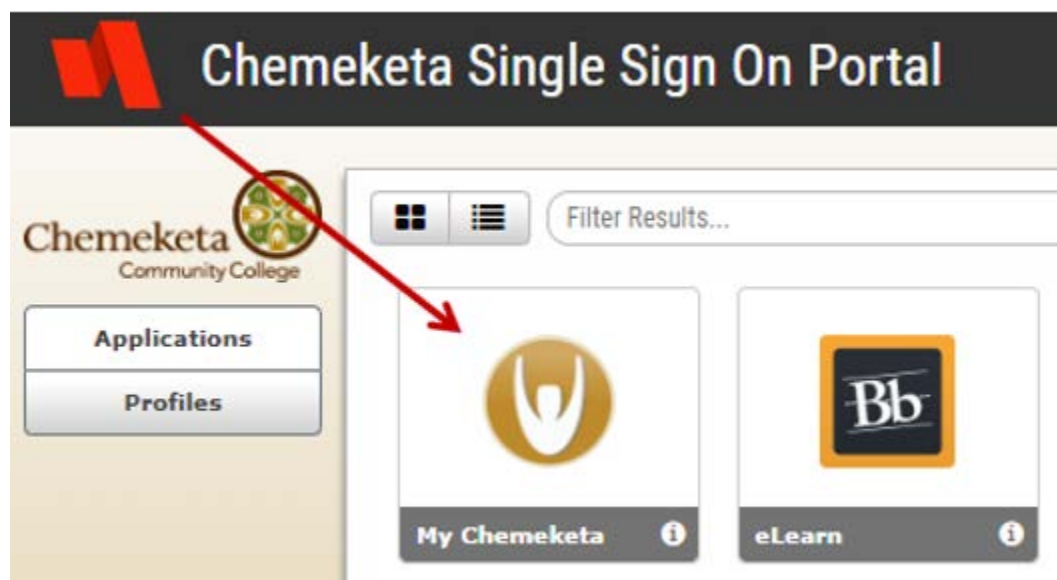 Chemeketa Single Sign On Portal
Chemeketa
Community College
Applications
Profiles
Filter Results...
Bb
My Chemeketa
eLearn